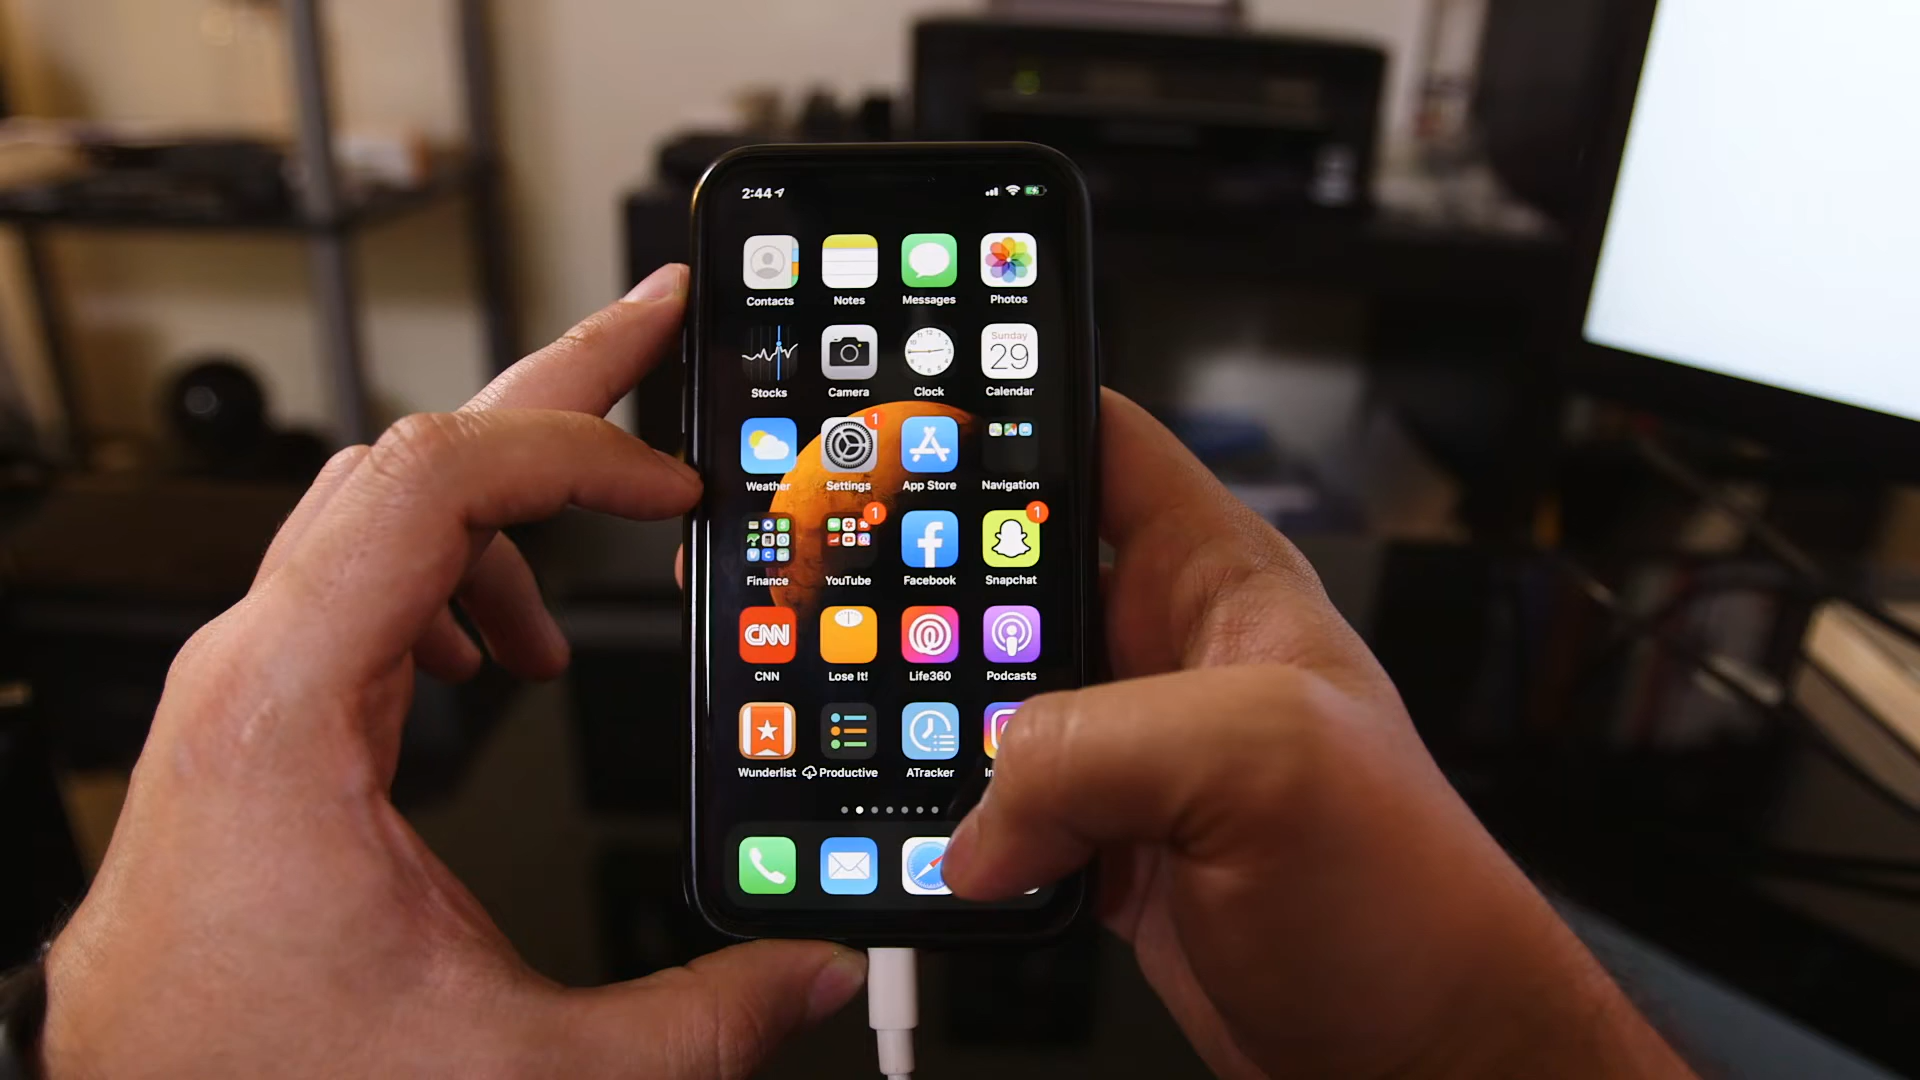 2:44
Contacts Notes Messages Photos
Sunday
29
Stocks Camera Clock Calendar
1
Weather Settings App Store Navigation
1 1
Finance YouTube Facebook Snapchat
CNN
CNN Lose It! Life360 Podcasts
Wunderlist Productive ATracker In